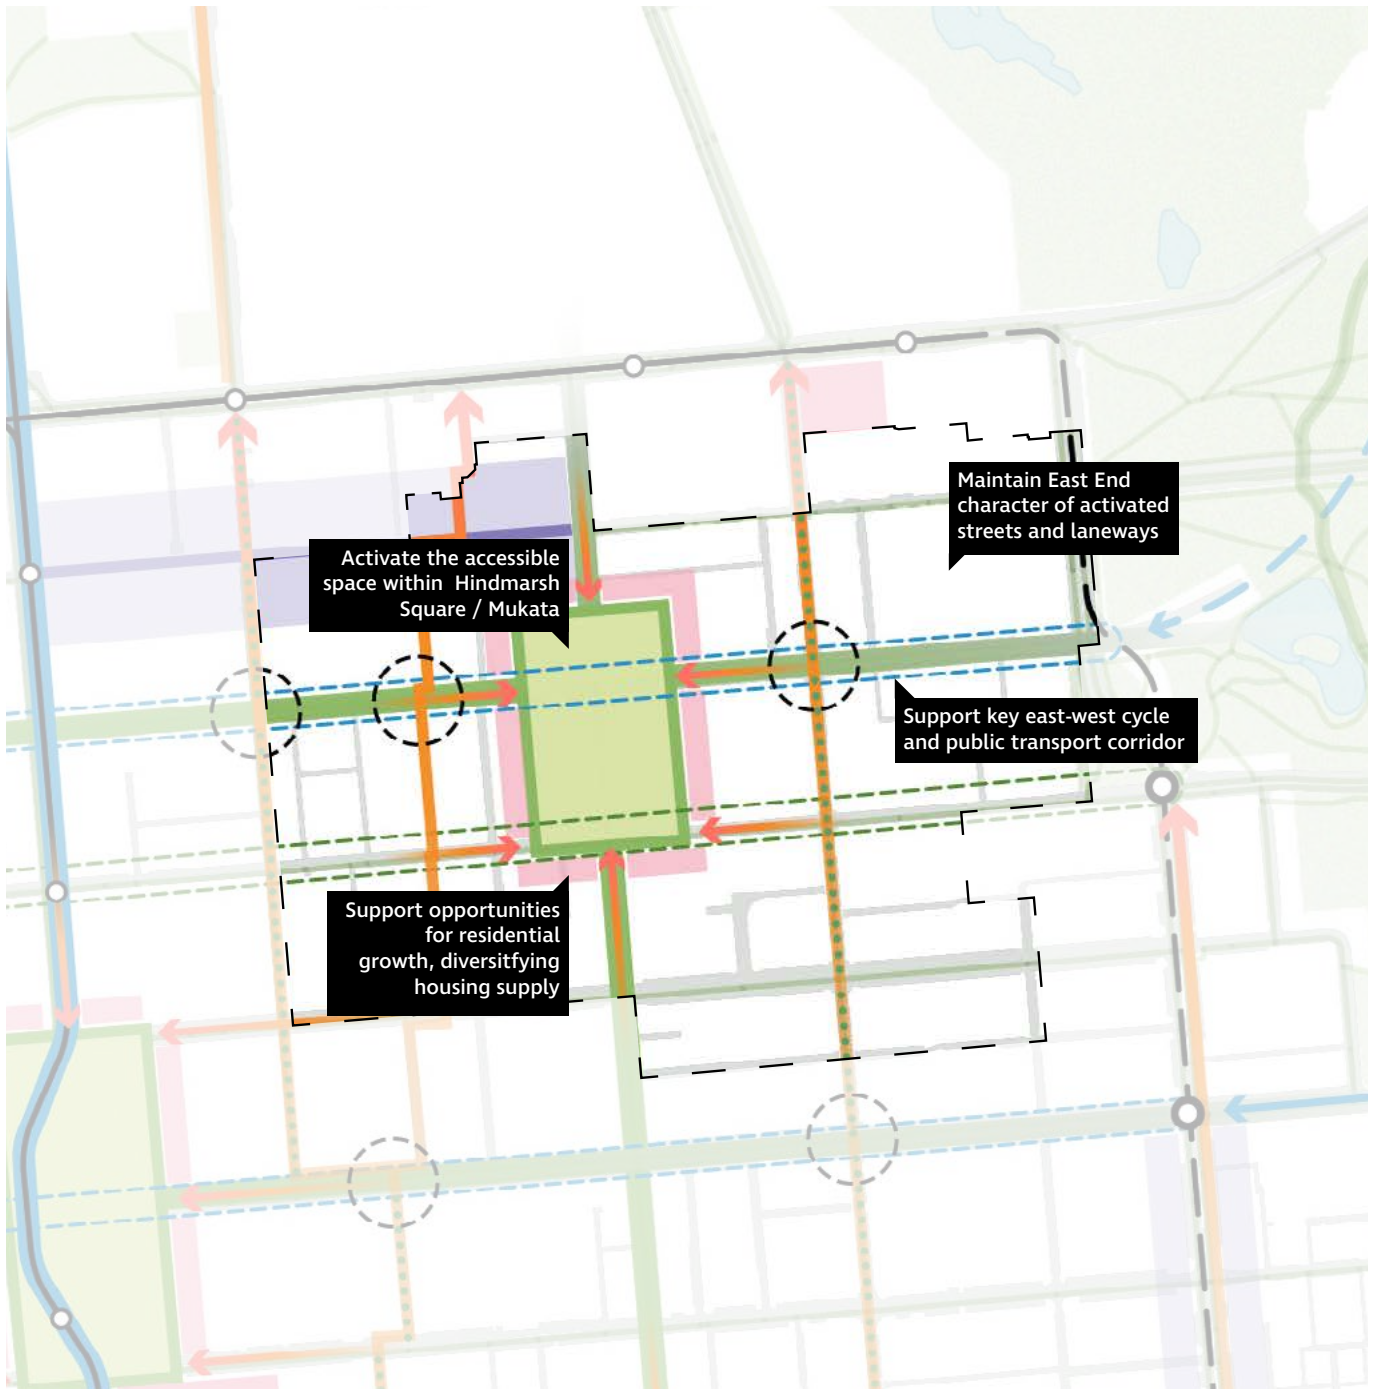 Maintain East End
character of activated
streets and laneways
Activate the accessible
space within Hindmarsh
Square / Mukata
Support key east-west cycle
and public transport corridor
Support opportunities
for residential
growth, diversitfying
housing supply